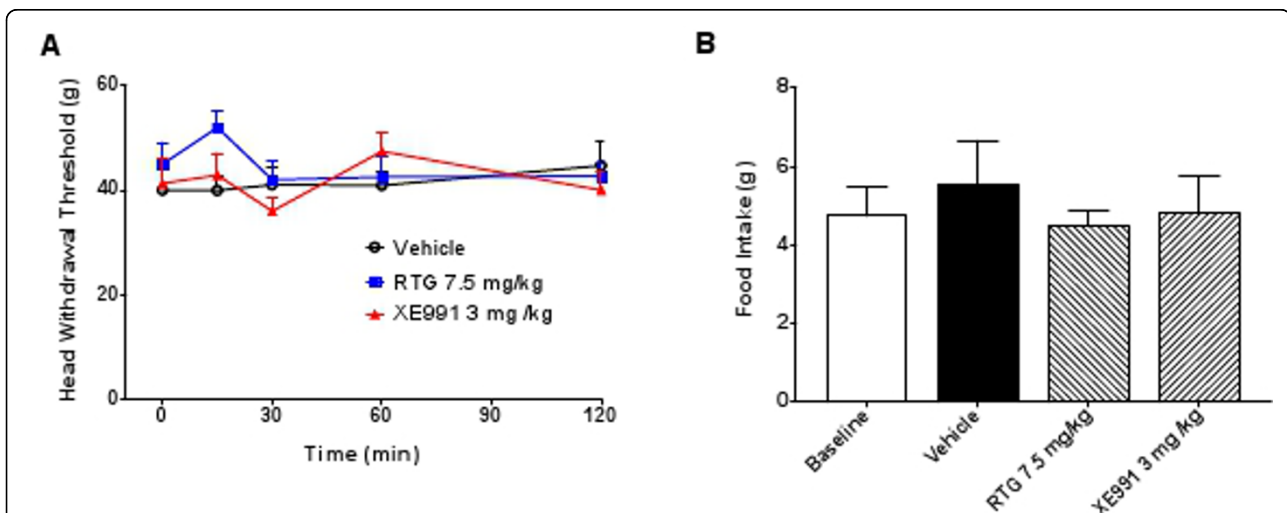 A
Head Withdrawal Threshold (g)
60
40
20
0
0
30
60
90
120
Time (min)
Vehicle
RTG 7.5 mg/kg
XE991 3 mg /kg
B
Food Intake (g )
8
6
4
2
0
Baseline
Vehicle
RTG 7.5 mg/kg
XE991 3 mg /kg